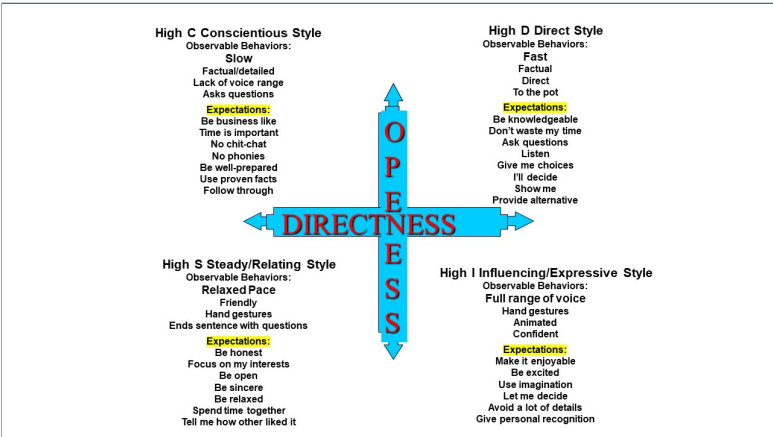 High C Conscientious Style
Observable Behaviors:
Slow
Factual/detailed
Lack of voice range
Asks questions
Expectations:
Be business like
Time is important
No chit-chat
No phonies
Be well-prepared
Use proven facts
Follow through
High D Direct Style
Observable Behaviors:
Fast
Factual
Direct
To the pot
Expectations:
Be knowledgeable
Don't waste my time
Ask questions
Listen
Give me choices
I'll decide
Show me
Provide alternative
OPENNESS
DIRECTNESS
High S Steady/Relating Style
Observable Behaviors:
Relaxed Pace
Friendly
Hand gestures
Ends sentence with questions
Expectations:
Be honest
Focus on my interests
Be open
Be sincere
Be relaxed
Spend time together
Tell me how other liked it
High I Influencing/Expressive Style
Observable Behaviors:
Full range of voice
Hand gestures
Animated
Confident
Expectations:
Make it enjoyable
Be excited
Use imagination
Let me decide
Avoid a lot of details
Give personal recognition